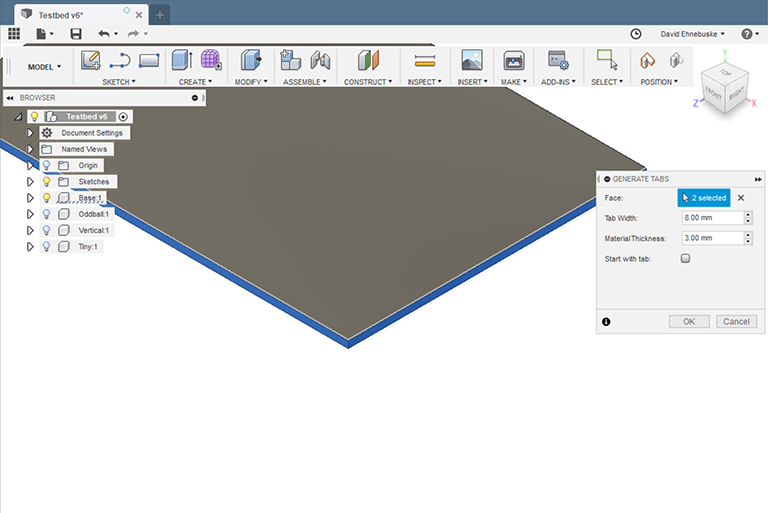 Testbed v6*
David Ehnebuske
MODEL
SKETCH
CREATE
MODIFY
ASSEMBLE
CONSTRUCT
INSPECT
INSERT
MAKE
ADD-INS
SELECT
POSITION
Y
TOP
FRONT
RIGHT
Z
X
BROWSER
Testbed v6
Document Settings
Named Views
Origin
Sketches
Base:1
Oddball:1
Vertical:1
Tiny:1
GENERATE TABS
Face: 2 selected
Tab Width: 8.00 mm
Material Thickness: 3.00 mm
Start with tab:
OK Cancel